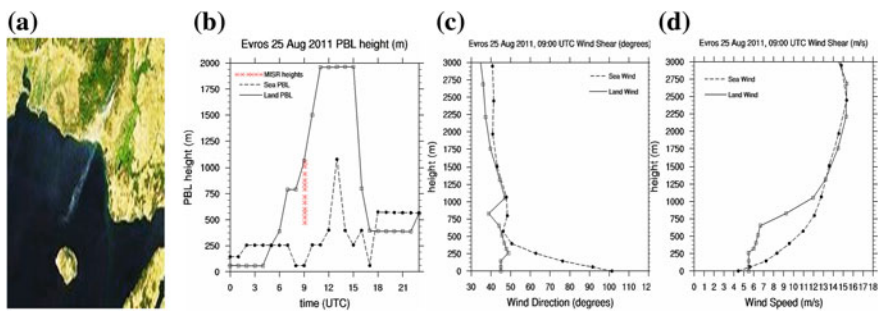 (a)
(b)
Evros 25 Aug 2011 PBL height (m)
2000
1750
1500
1250
1000
750
500
250
0
PBL height (m)
MISR heights
Sea PBL
Land PBL
0 3 6 9 12 15 18 21
time (UTC)
(c)
Evros 25 Aug 2011, 09:00 UTC Wind Shear (degrees)
3000
2750
2500
2250
2000
1750
1500
1250
1000
750
500
250
0
height (m)
Sea Wind
Land Wind
30 40 50 60 70 80 90 100 110 120
Wind Direction (degrees)
(d)
Evros 25 Aug 2011, 09:00 UTC Wind Shear (m/s)
3000
2750
2500
2250
2000
1750
1500
1250
1000
750
500
250
0
height (m)
Sea Wind
Land Wind
0 1 2 3 4 5 6 7 8 9 10 11 12 13 14 15 16 17 18
Wind Speed (m/s)